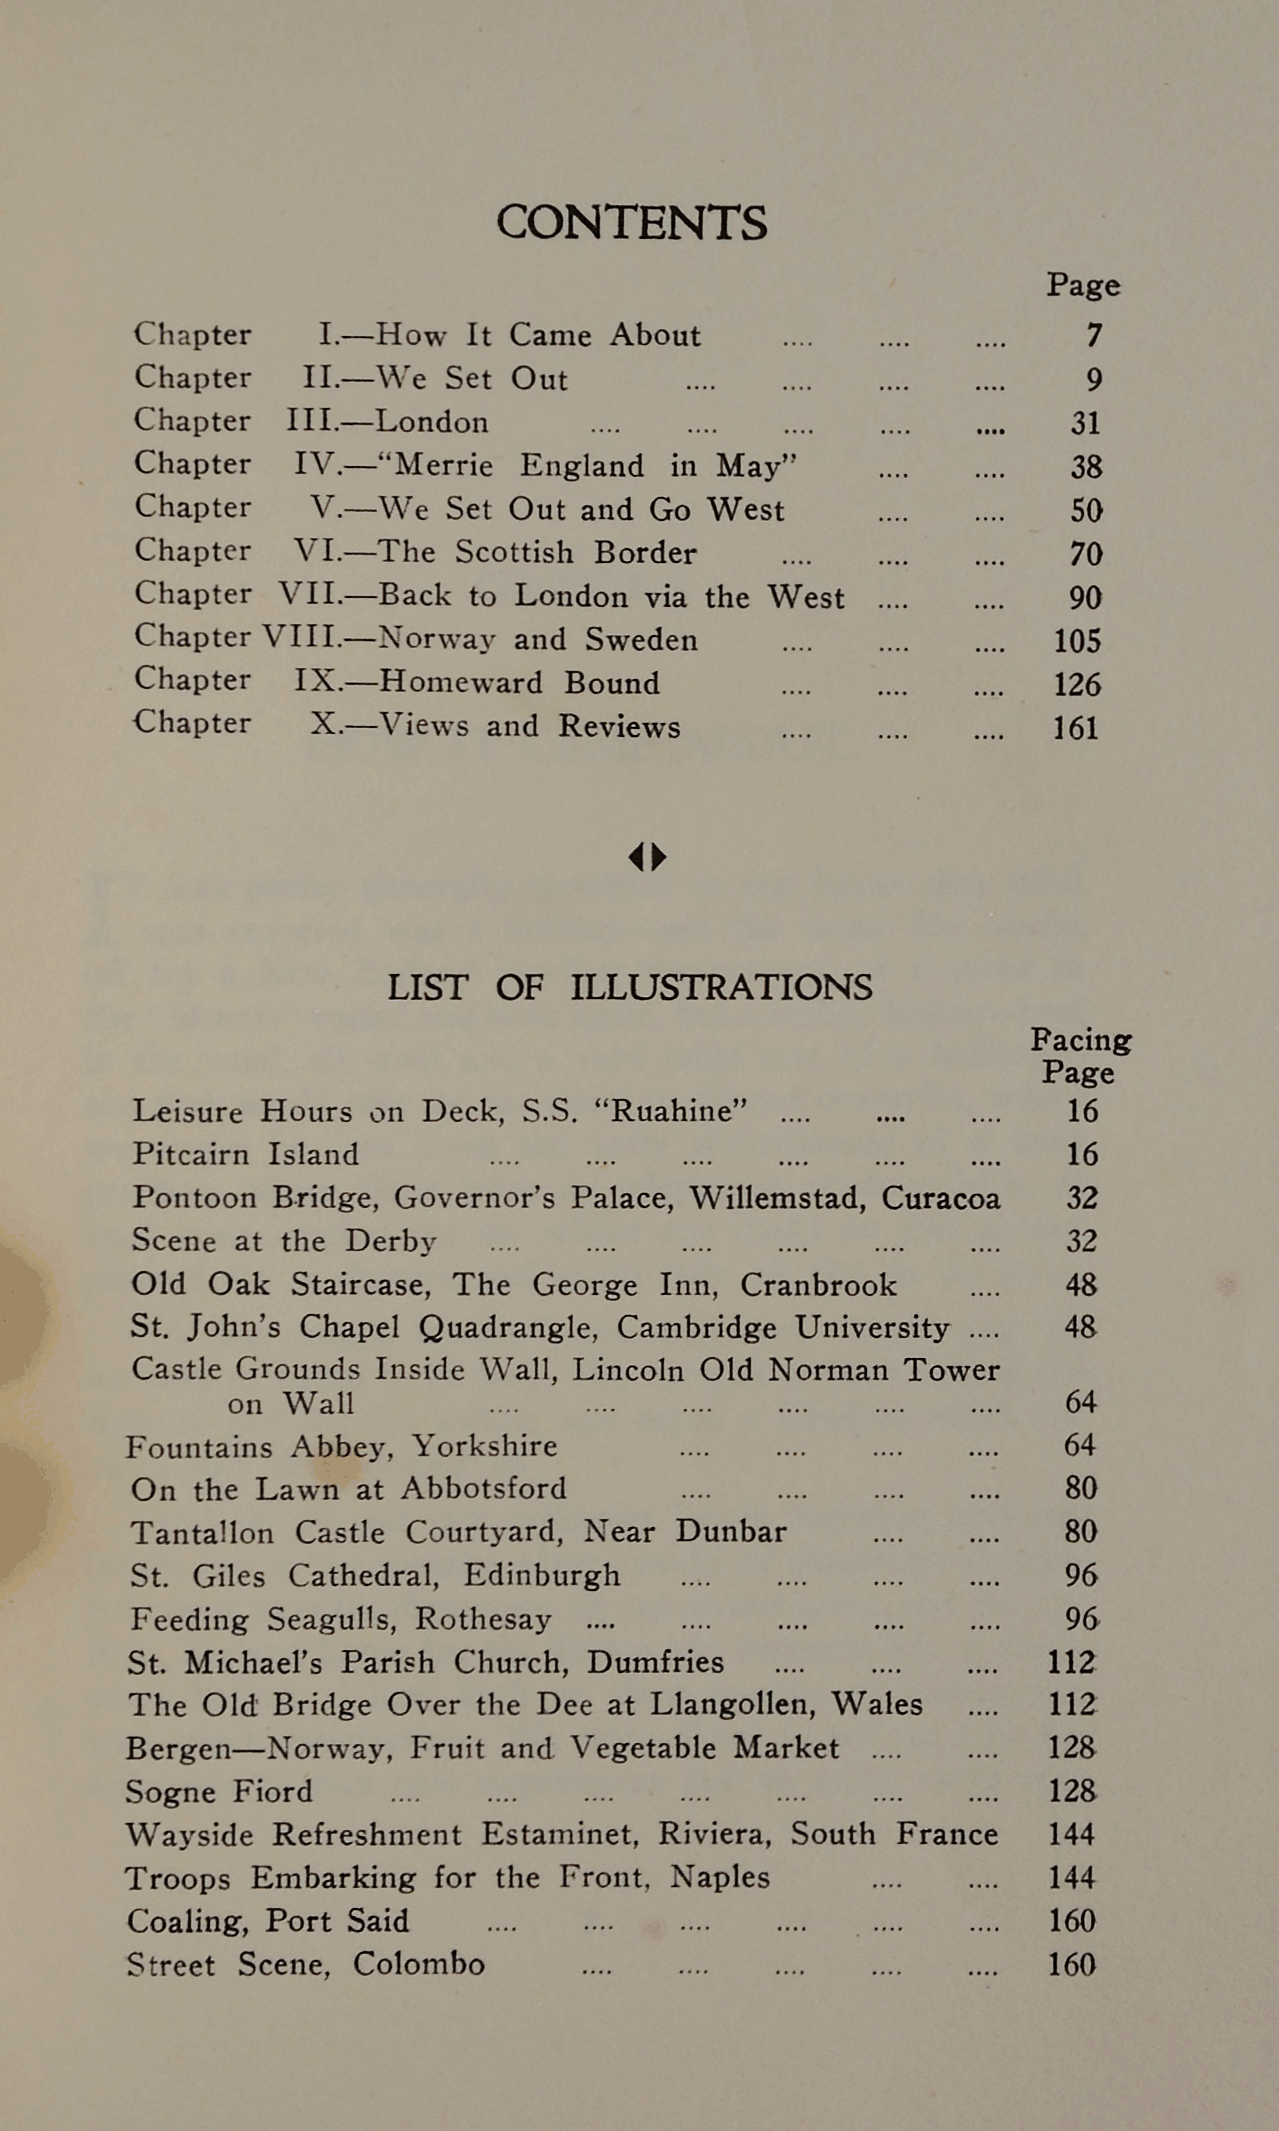 CONTENTS
Page
Chapter I.—How It Came About .... .... .... 7
Chapter II.—We Set Out .... .... .... .... 9
Chapter III.—London .... .... .... .... .... 31
Chapter IV.—“Merrie England in May” .... .... 38
Chapter V.—We Set Out and Go West .... .... 50
Chapter VI.—The Scottish Border .... .... .... 70
Chapter VII.—Back to London via the West .... .... 90
Chapter VIII.—Norway and Sweden .... .... .... 105
Chapter IX.—Homeward Bound .... .... .... 126
Chapter X.—Views and Reviews .... .... .... 161
LIST OF ILLUSTRATIONS
Facing
Page
Leisure Hours on Deck, S.S. “Ruahine” .... .... .... 16
Pitcairn Island .... .... .... .... .... .... 16
Pontoon Bridge, Governor’s Palace, Willemstad, Curacoa 32
Scene at the Derby .... .... .... .... .... .... 32
Old Oak Staircase, The George Inn, Cranbrook .... 48
St. John’s Chapel Quadrangle, Cambridge University .... 48
Castle Grounds Inside Wall, Lincoln Old Norman Tower
on Wall .... .... .... .... .... .... 64
Fountains Abbey, Yorkshire .... .... .... .... 64
On the Lawn at Abbotsford .... .... .... .... 80
Tantallon Castle Courtyard, Near Dunbar .... .... 80
St. Giles Cathedral, Edinburgh .... .... .... .... 96
Feeding Seagulls, Rothesay .... .... .... .... .... 96
St. Michael’s Parish Church, Dumfries .... .... .... 112
The Old Bridge Over the Dee at Llangollen, Wales .... 112
Bergen—Norway, Fruit and Vegetable Market .... .... 128
Sogne Fiord .... .... .... .... .... .... .... 128
Wayside Refreshment Estaminet, Riviera, South France 144
Troops Embarking for the Front, Naples .... .... 144
Coaling, Port Said .... .... .... .... .... .... 160
Street Scene, Colombo .... .... .... .... .... 160